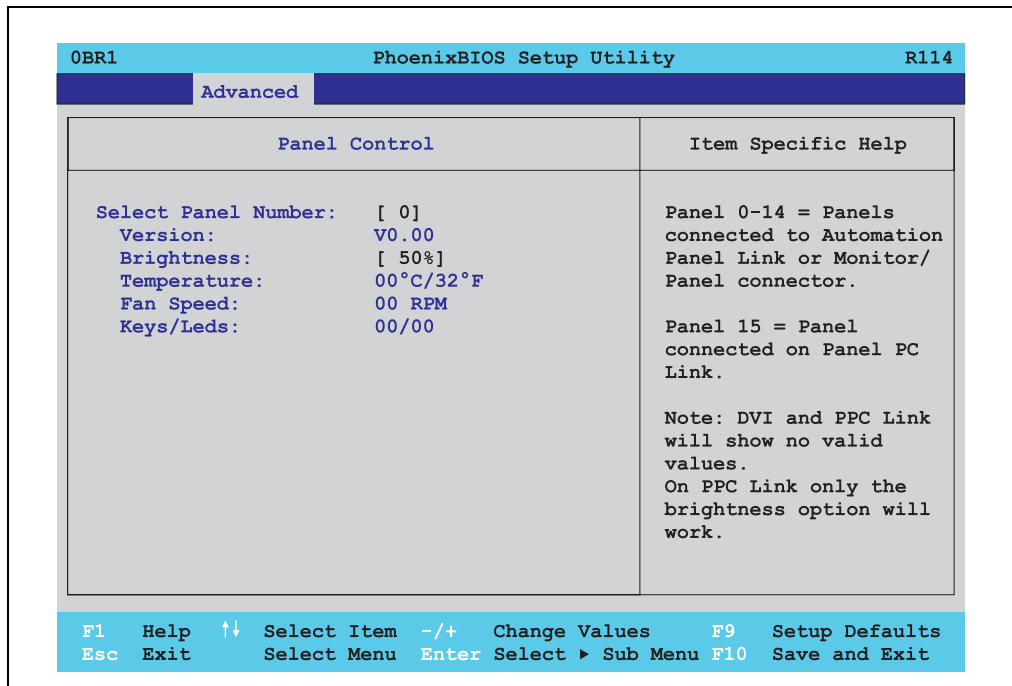 0BR1 PhoenixBIOS Setup Utility R114
Advanced
Panel Control
Select Panel Number: [ 0]
Version: V0.00
Brightness: [ 50%]
Temperature: 00°C/32°F
Fan Speed: 00 RPM
Keys/Leds: 00/00
Item Specific Help
Panel 0-14 = Panels
connected to Automation
Panel Link or Monitor/
Panel connector.
Panel 15 = Panel
connected on Panel PC
Link.
Note: DVI and PPC Link
will show no valid
values.
On PPC Link only the
brightness option will
work.
F1 Help ↑↓ Select Item -/+ Change Values F9 Setup Defaults
Esc Exit Select Menu Enter Select ▶ Sub Menu F10 Save and Exit